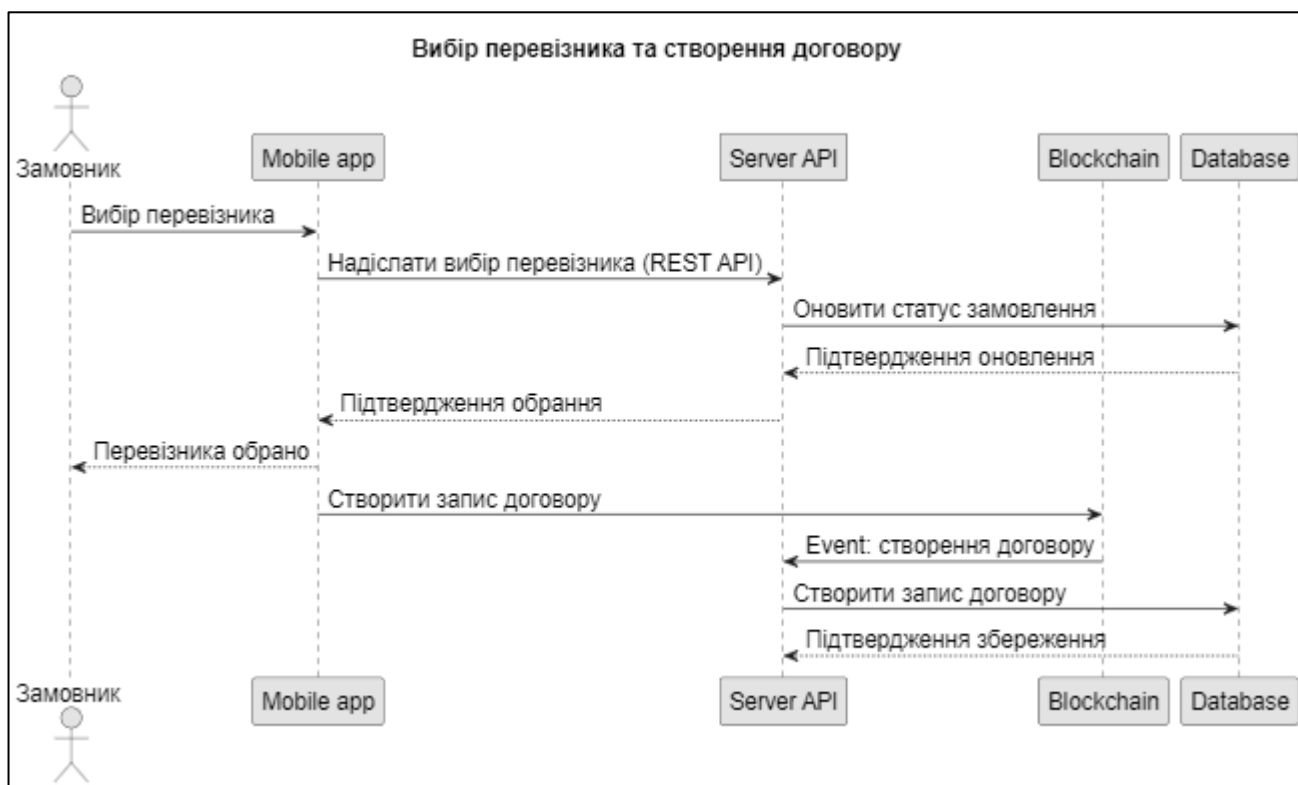 Вибір перевізника та створення договору
Замовник
Mobile app
Server API
Blockchain
Database
Вибір перевізника
Надіслати вибір перевізника (REST API)
Оновити статус замовлення
Підтвердження оновлення
Підтвердження обрання
Перевізника обрано
Створити запис договору
Event: створення договору
Створити запис договору
Підтвердження збереження
Замовник
Mobile app
Server API
Blockchain
Database